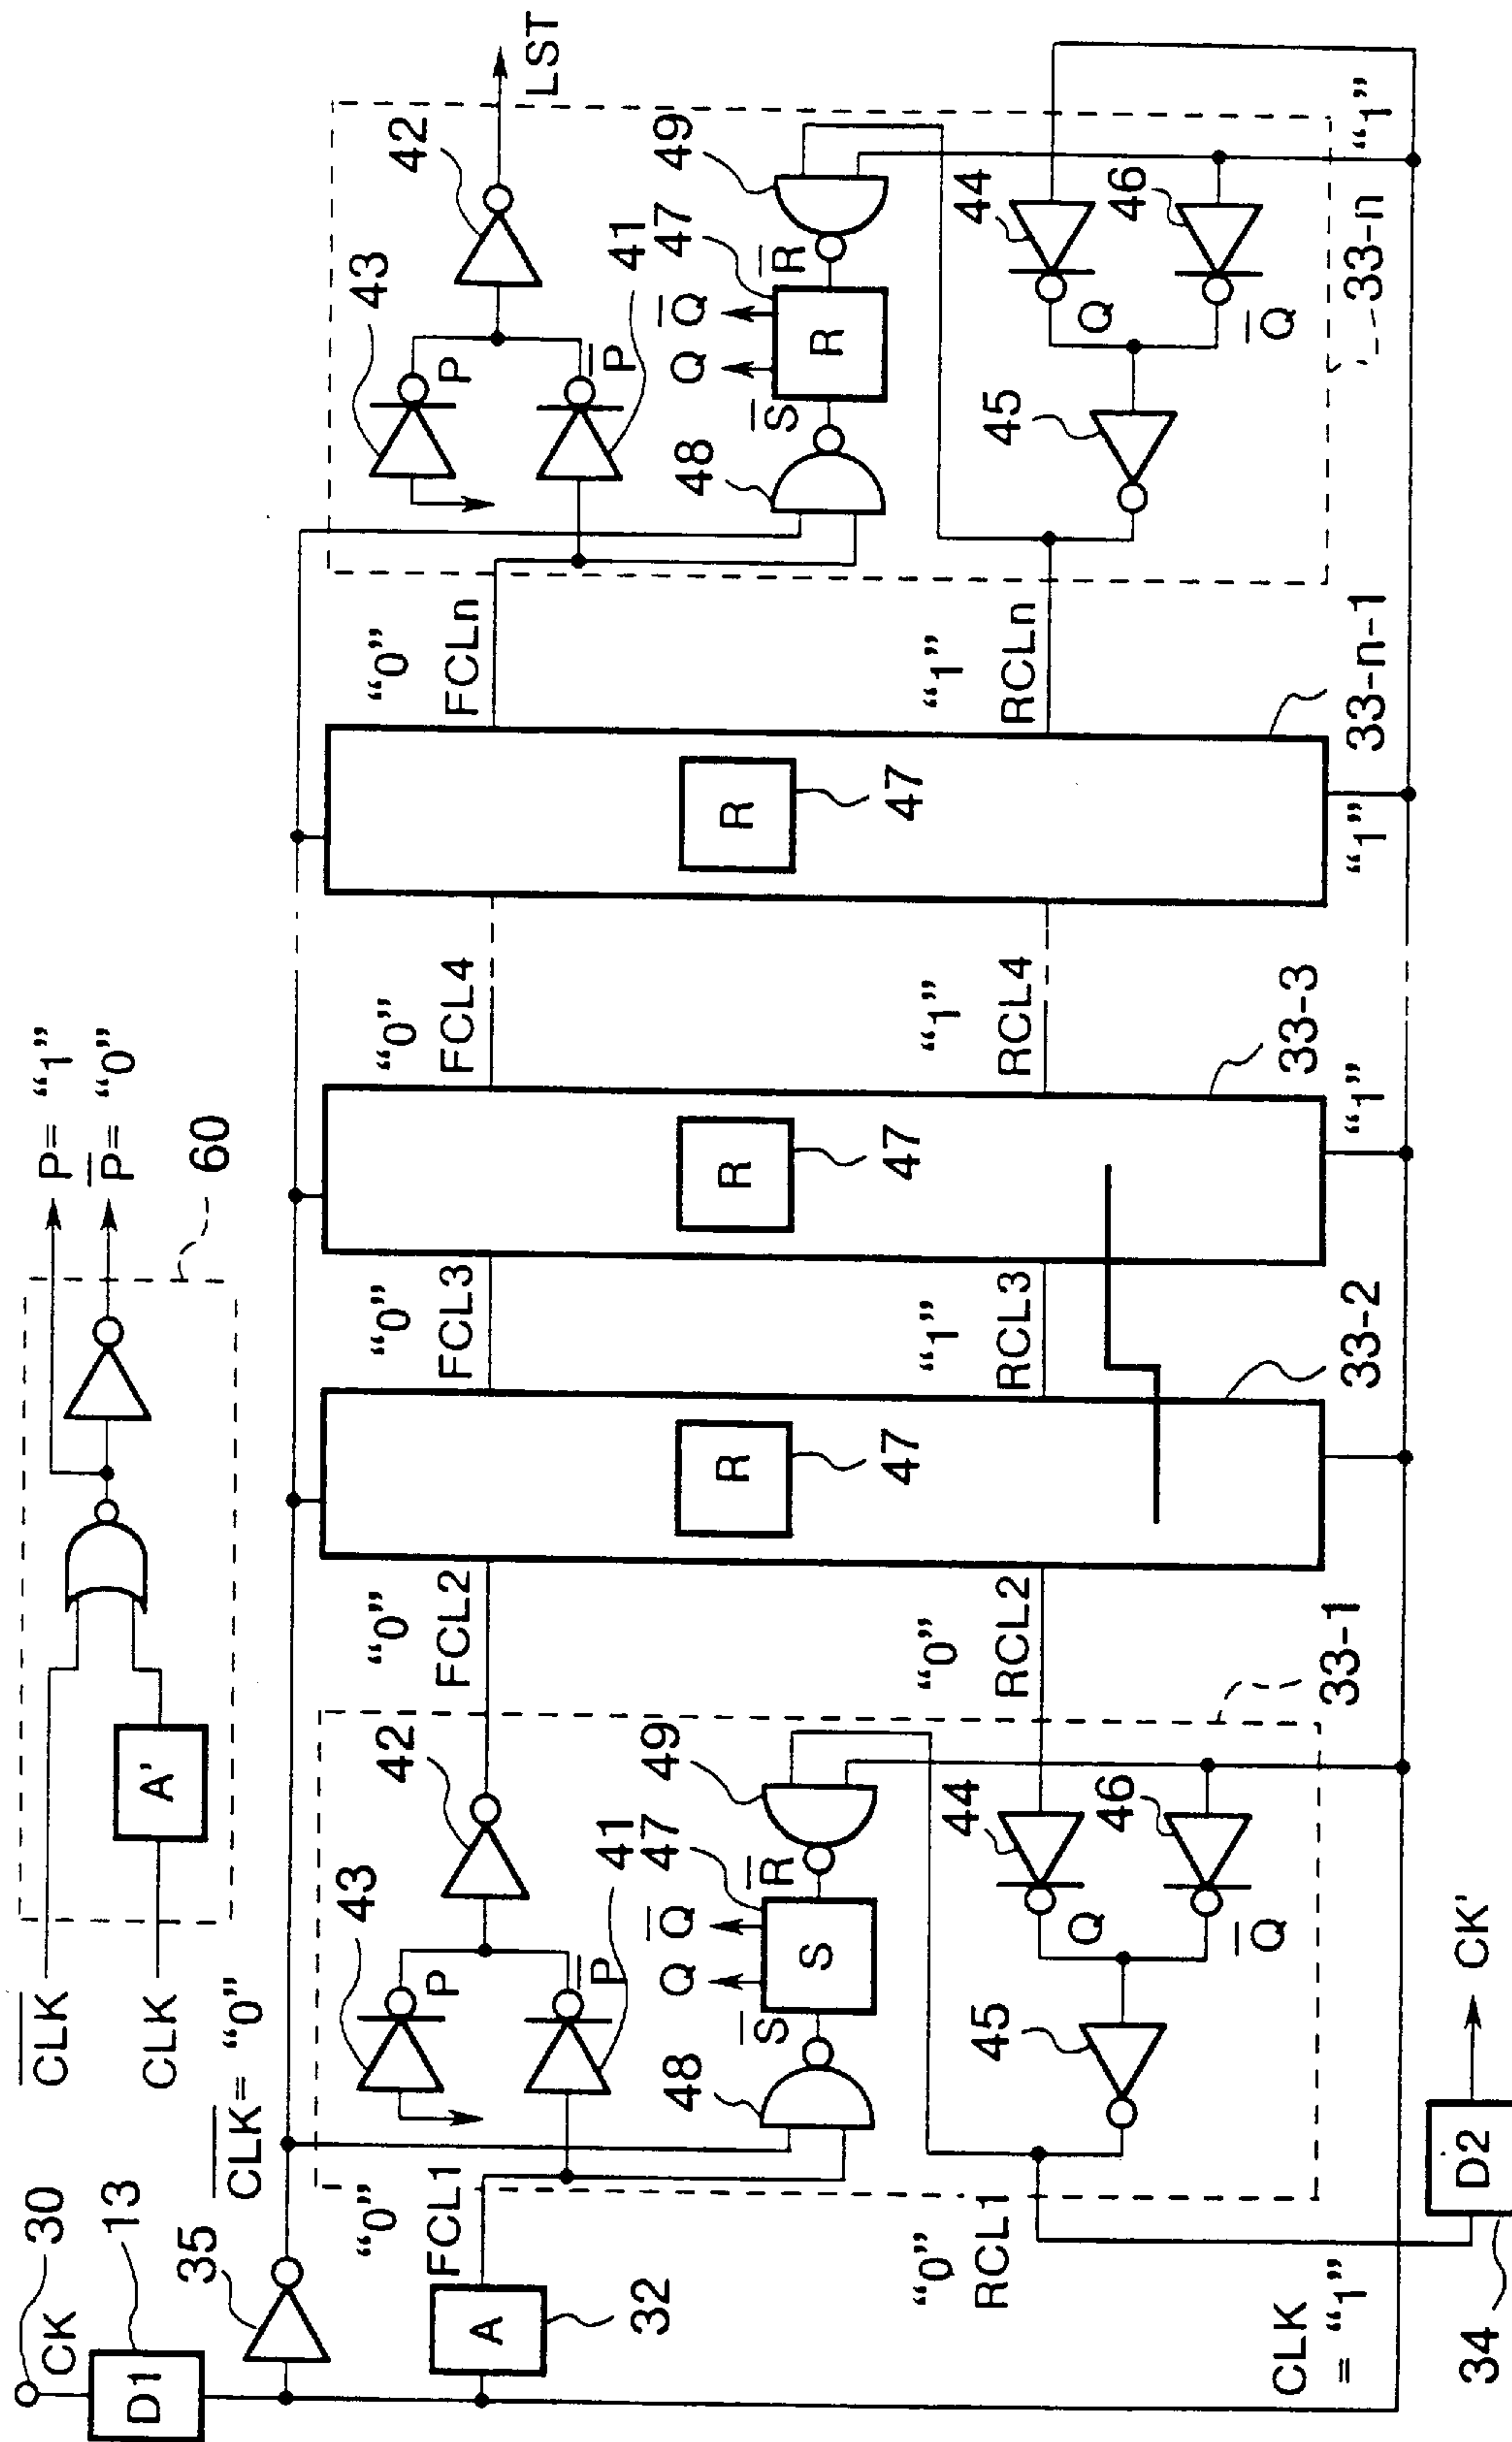 CLK̅
CLK
A'
P= “1”
P̅= “0”
60
30
CK
D1
13
35
CLK̅= “0”
A
32
“0”
FCL1
43
P
42
P̅
41
47
Q
Q̅
S̅
S
R̅
48
49
44
Q
46
Q̅
45
“0”
RCL1
33-1
“0”
FCL2
“0”
RCL2
R
47
33-2
“0”
FCL3
“1”
RCL3
R
47
33-3
“1”
“0”
FCL4
“1”
RCL4
R
47
33-n-1
“1”
“0”
FCLn
“1”
RCLn
43
P
42
LST
P̅
41
47
Q
Q̅
S̅
R
R̅
48
49
44
Q
46
Q̅
45
33-n
“1”
CLK
= “1”
D2
34
CK'